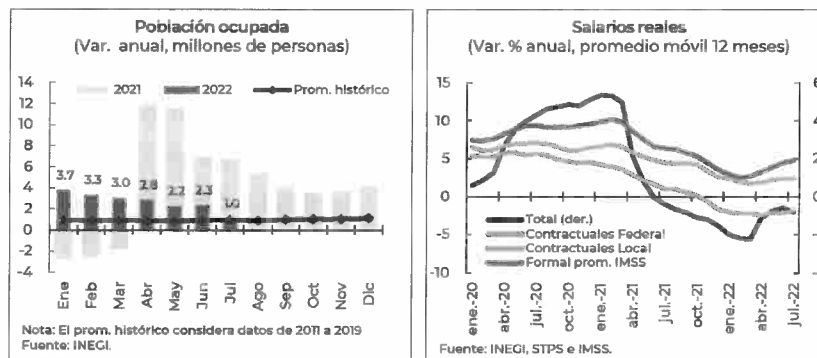 Población ocupada
(Var. anual, millones de personas)
14
12
10
8
6
4
2
0
-2
-4
2021
2022
Prom. histórico
3.7
3.3
3.0
2.8
2.2
2.3
1.0
Ene
Feb
Mar
Abr
May
Jun
Jul
Ago
Sep
Oct
Nov
Dic
Nota: El prom. histórico considera datos de 2011 a 2019
Fuente: INEGI.
Salarios reales
(Var. % anual, promedio móvil 12 meses)
15
10
5
0
-5
-10
6
4
2
0
Total (der.)
Contractuales Federal
Contractuales Local
Formal prom. IMSS
ene.-20
abr.-20
jul.-20
oct.-20
ene.-21
abr.-21
jul.-21
oct.-21
ene.-22
abr.-22
jul.-22
Fuente: INEGI, STPS e IMSS.